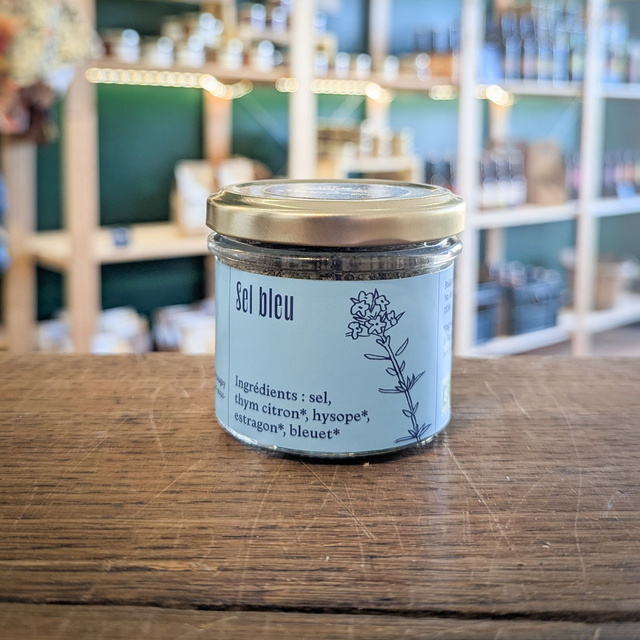 Sel bleu
Ingrédients : sel,
thym citron*, hysope*,
estragon*, bleuet*